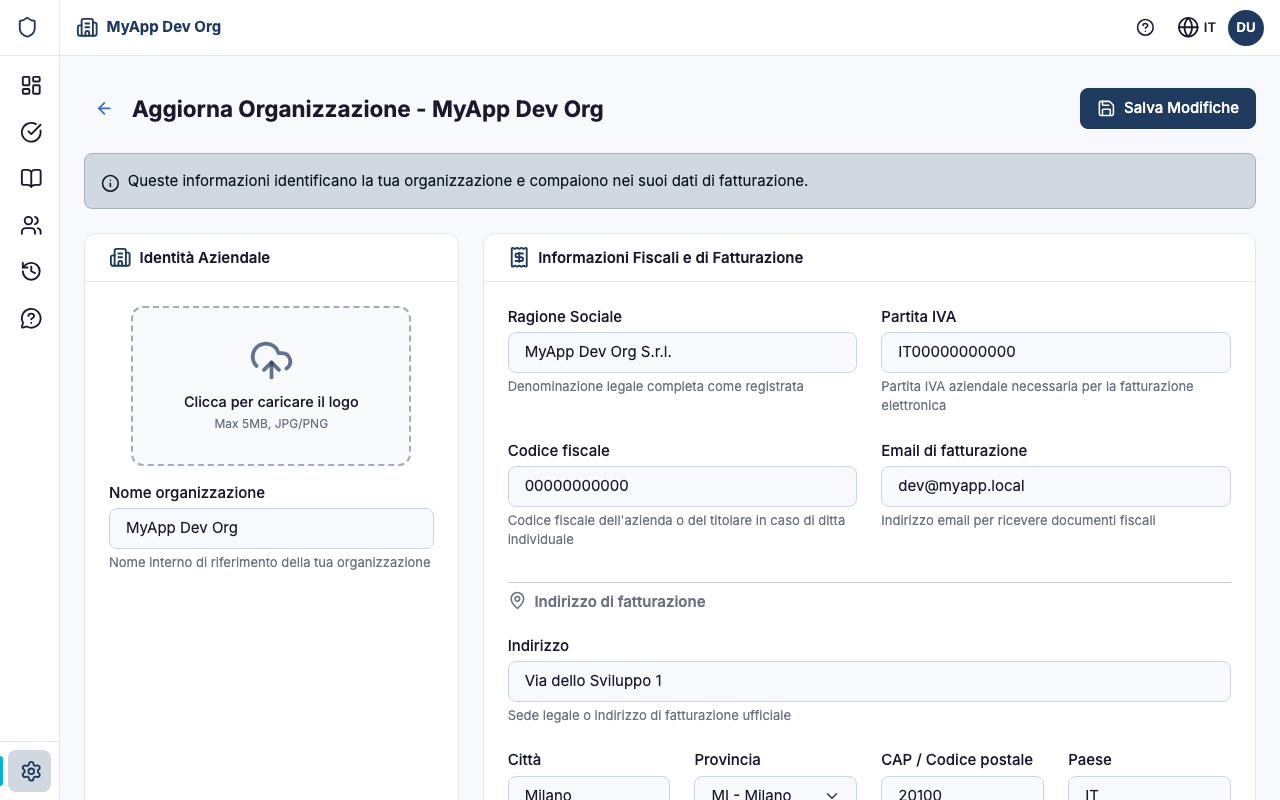 MyApp Dev Org
IT
DU
Aggiorna Organizzazione - MyApp Dev Org
Salva Modifiche
Queste informazioni identificano la tua organizzazione e compaiono nei suoi dati di fatturazione.
Identità Aziendale
Clicca per caricare il logo
Max 5MB, JPG/PNG
Nome organizzazione
MyApp Dev Org
Nome interno di riferimento della tua organizzazione
Informazioni Fiscali e di Fatturazione
Ragione Sociale
MyApp Dev Org S.r.l.
Denominazione legale completa come registrata
Partita IVA
IT00000000000
Partita IVA aziendale necessaria per la fatturazione
elettronica
Codice fiscale
00000000000
Codice fiscale dell'azienda o del titolare in caso di ditta
individuale
Email di fatturazione
dev@myapp.local
Indirizzo email per ricevere documenti fiscali
Indirizzo di fatturazione
Indirizzo
Via dello Sviluppo 1
Sede legale o indirizzo di fatturazione ufficiale
Città
Milano
Provincia
MI - Milano
CAP / Codice postale
20100
Paese
IT